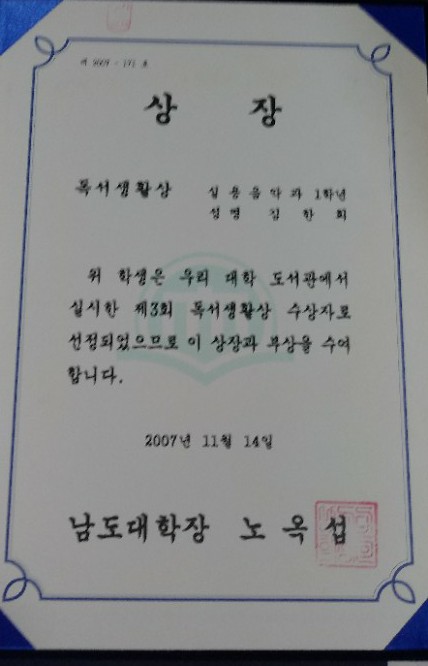 상 장
독서생활상
실용음악과 1학년
성명 김한희
위 학생은 우리 대학 도서관에서
실시한 제3회 독서생활상 수상자로
선정되었으므로 이 상장과 부상을 수여
합니다.
2007년 11월 14일
남도대학장 노옥섭